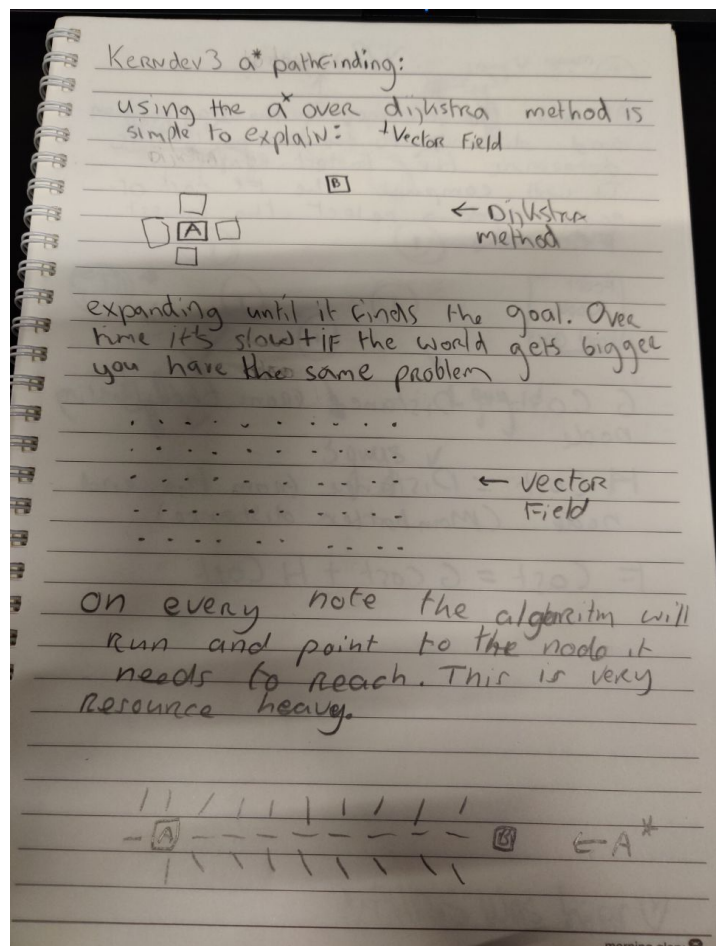 Kerndev3 a* pathfinding:
using the a* over dijkstra method is
simple to explain: + Vector Field
B
← Dijkstra
method
A
expanding until it finds the goal. Over
time it's slow + if the world gets bigger
you have the same problem
← vector
Field
On every note the algoritm will
run and point to the node it
needs to reach. This is very
resource heavy.
A
B
← A*